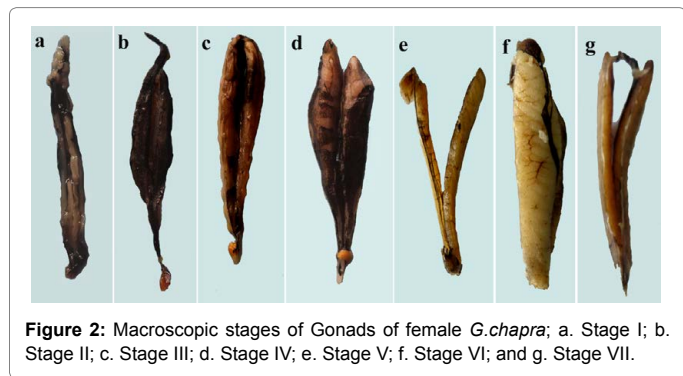 a b c d e f g
Figure 2: Macroscopic stages of Gonads of female G.chapra; a. Stage I; b.
Stage II; c. Stage III; d. Stage IV; e. Stage V; f. Stage VI; and g. Stage VII.